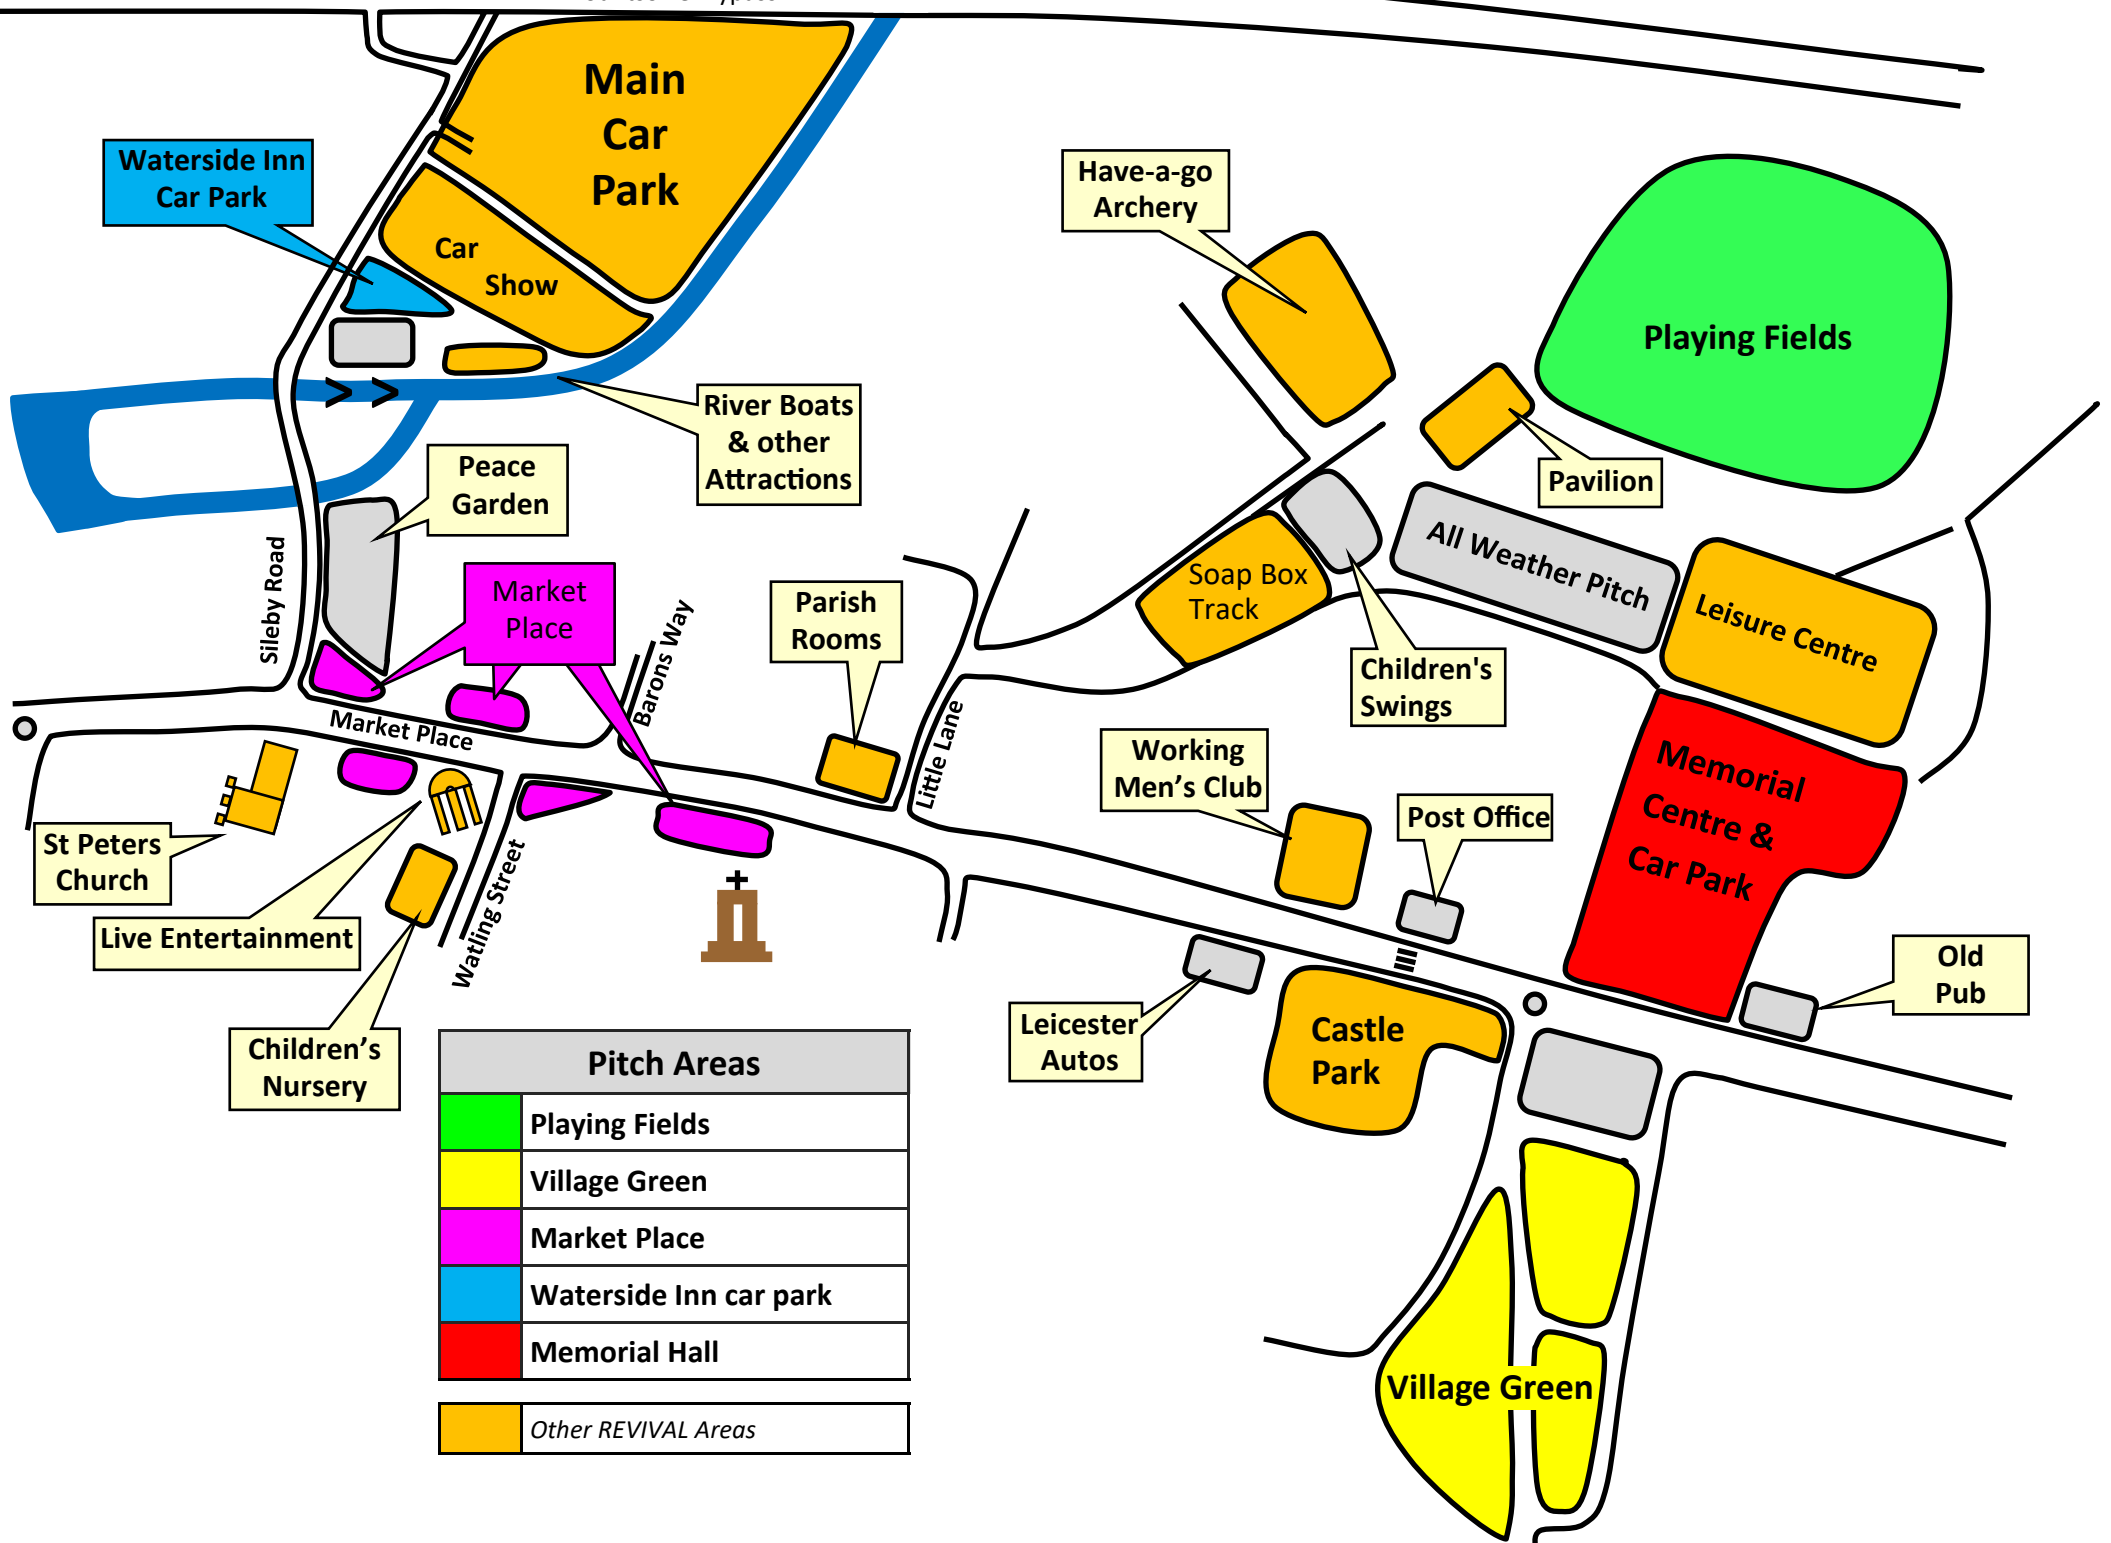 Main
Car
Park
Waterside Inn
Car Park
Car
Show
Have-a-go
Archery
Playing Fields
River Boats
& other
Attractions
Pavilion
Peace
Garden
All Weather Pitch
Leisure Centre
Soap Box
Track
Children's
Swings
Sileby Road
Market
Place
Barons Way
Parish
Rooms
Little Lane
Market Place
Working
Men’s Club
Post Office
Memorial
Centre &
Car Park
St Peters
Church
Live Entertainment
Watling Street
Children’s
Nursery
Leicester
Autos
Castle
Park
Old
Pub
Village Green
Pitch Areas
Playing Fields
Village Green
Market Place
Waterside Inn car park
Memorial Hall
Other REVIVAL Areas